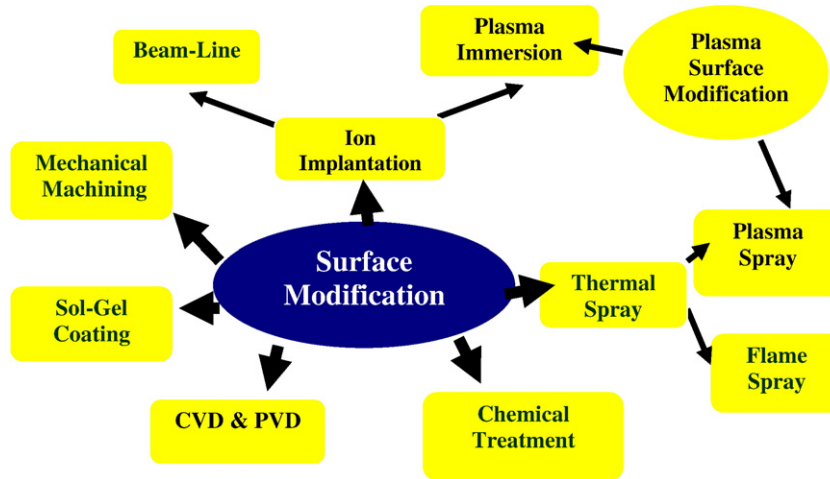 Beam-Line
Plasma
Immersion
Plasma
Surface
Modification
Ion
Implantation
Mechanical
Machining
Surface
Modification
Plasma
Spray
Thermal
Spray
Sol-Gel
Coating
Flame
Spray
CVD & PVD
Chemical
Treatment